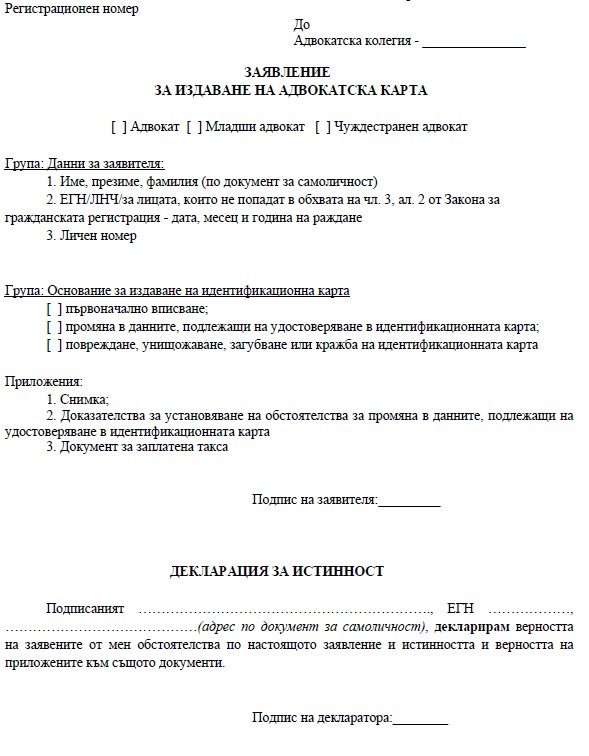 Регистрационен номер
До
Адвокатска колегия - ________________
ЗАЯВЛЕНИЕ
ЗА ИЗДАВАНЕ НА АДВОКАТСКА КАРТА
[ ] Адвокат [ ] Младши адвокат [ ] Чуждестранен адвокат
Група: Данни за заявителя:
1. Име, презиме, фамилия (по документ за самоличност)
2. ЕГН/ЛНЧ/за лицата, които не попадат в обхвата на чл. 3, ал. 2 от Закона за
гражданската регистрация - дата, месец и година на раждане
3. Личен номер
Група: Основание за издаване на идентификационна карта
[ ] първоначално вписване;
[ ] промяна в данните, подлежащи на удостоверяване в идентификационната карта;
[ ] повреждане, унищожаване, загубване или кражба на идентификационната карта
Приложения:
1. Снимка;
2. Доказателства за установяване на обстоятелства за промяна в данните, подлежащи на
удостоверяване в идентификационната карта
3. Документ за заплатена такса
Подпис на заявителя:_________
ДЕКЛАРАЦИЯ ЗА ИСТИННОСТ
Подписаният ……………………………………………………….., ЕГН ………………,
……………………………………(адрес по документ за самоличност), декларирам верността
на заявените от мен обстоятелства по настоящото заявление и истинността и верността на
приложените към същото документи.
Подпис на декларатора:________